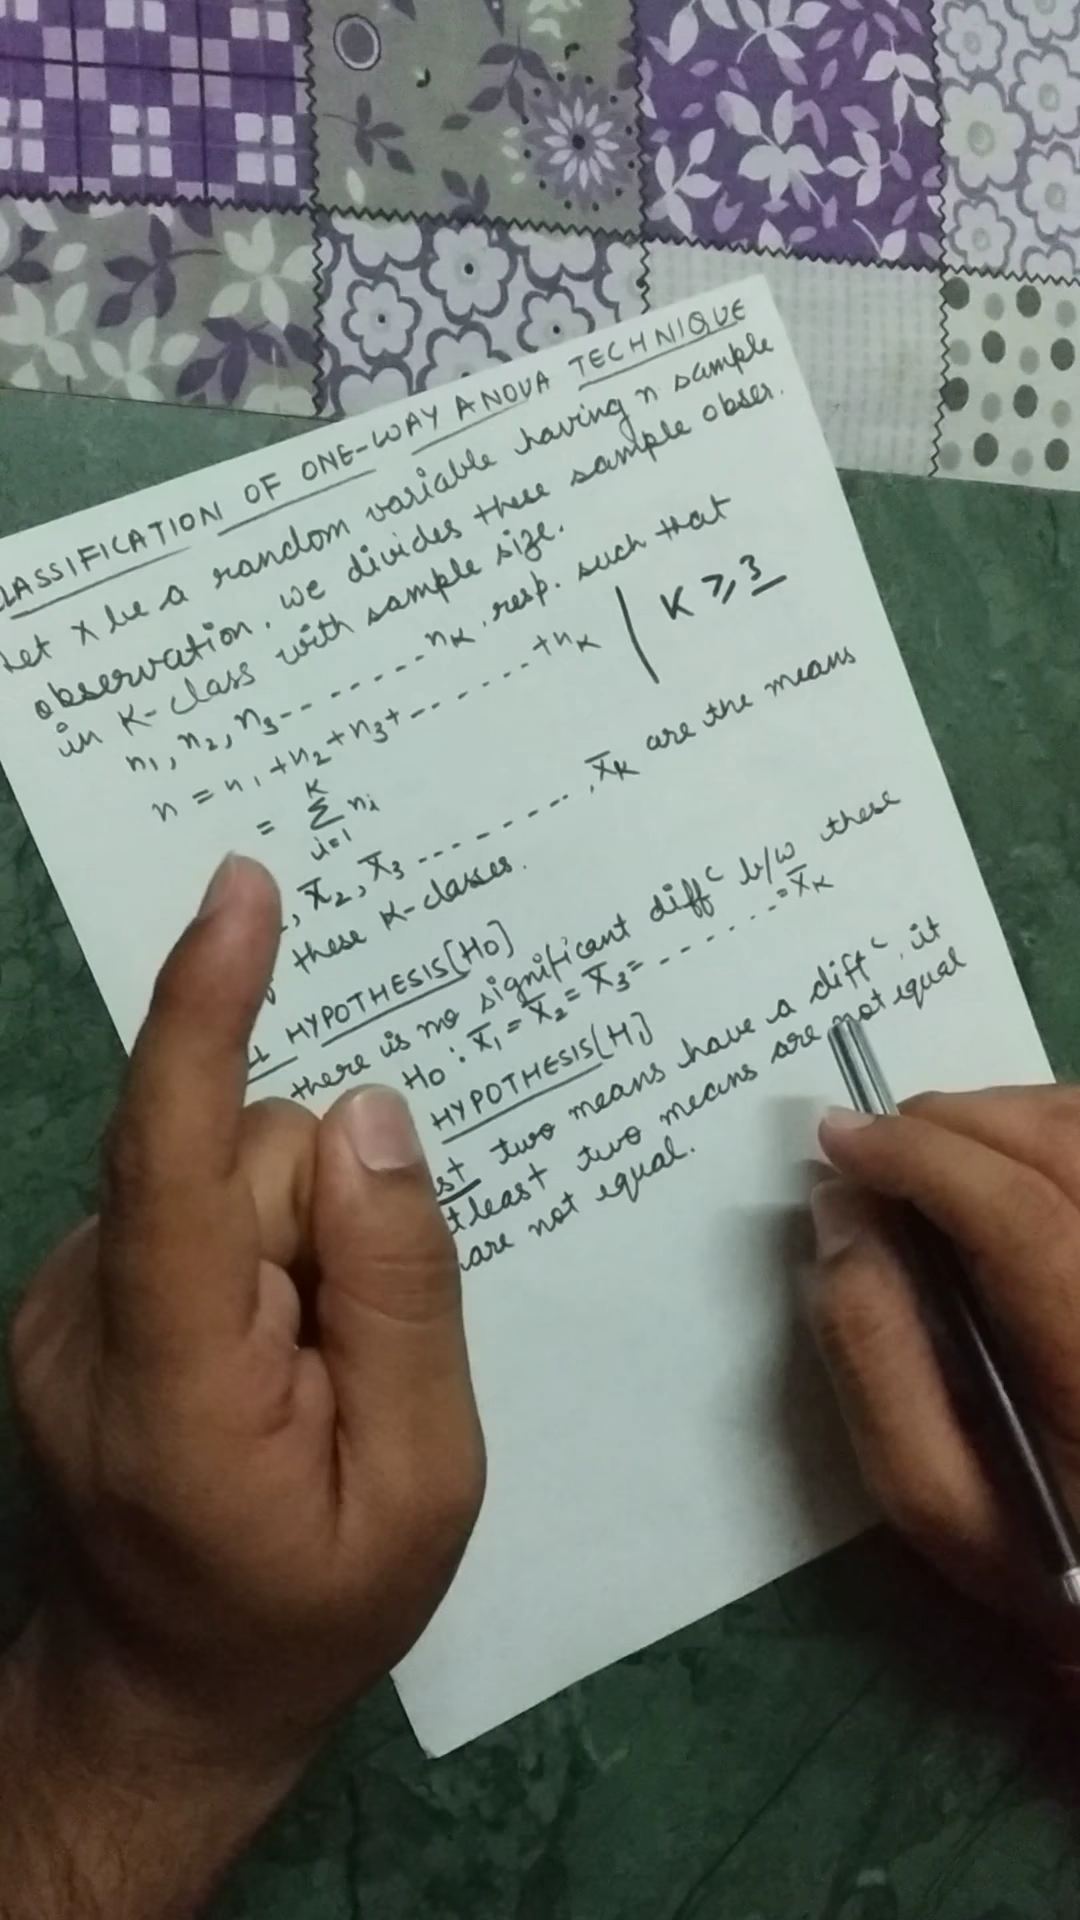 CLASSIFICATION OF ONE-WAY ANOVA TECHNIQUE
Let X be a random variable having n sample
observation. We divides these sample obser.
in K-class with sample size.
n₁, n₂, n₃ - - - - - - nK. resp. such that
n = n₁ + n₂ + n₃ + - - - - - - + nK | K ⩾ 3
= K Σ i=1 ni
, x̄₂, x̄₃ - - - - - - - - , x̄K are the means
these K-classes.
HYPOTHESIS [H0]
there is no significant diffᶜ b/w these
H0 : x̄₁ = x̄₂ = x̄₃ = - - - - - - = x̄K
HYPOTHESIS [H₁]
st two means have a diffᶜ, it
tleast two means are not equal
are not equal.